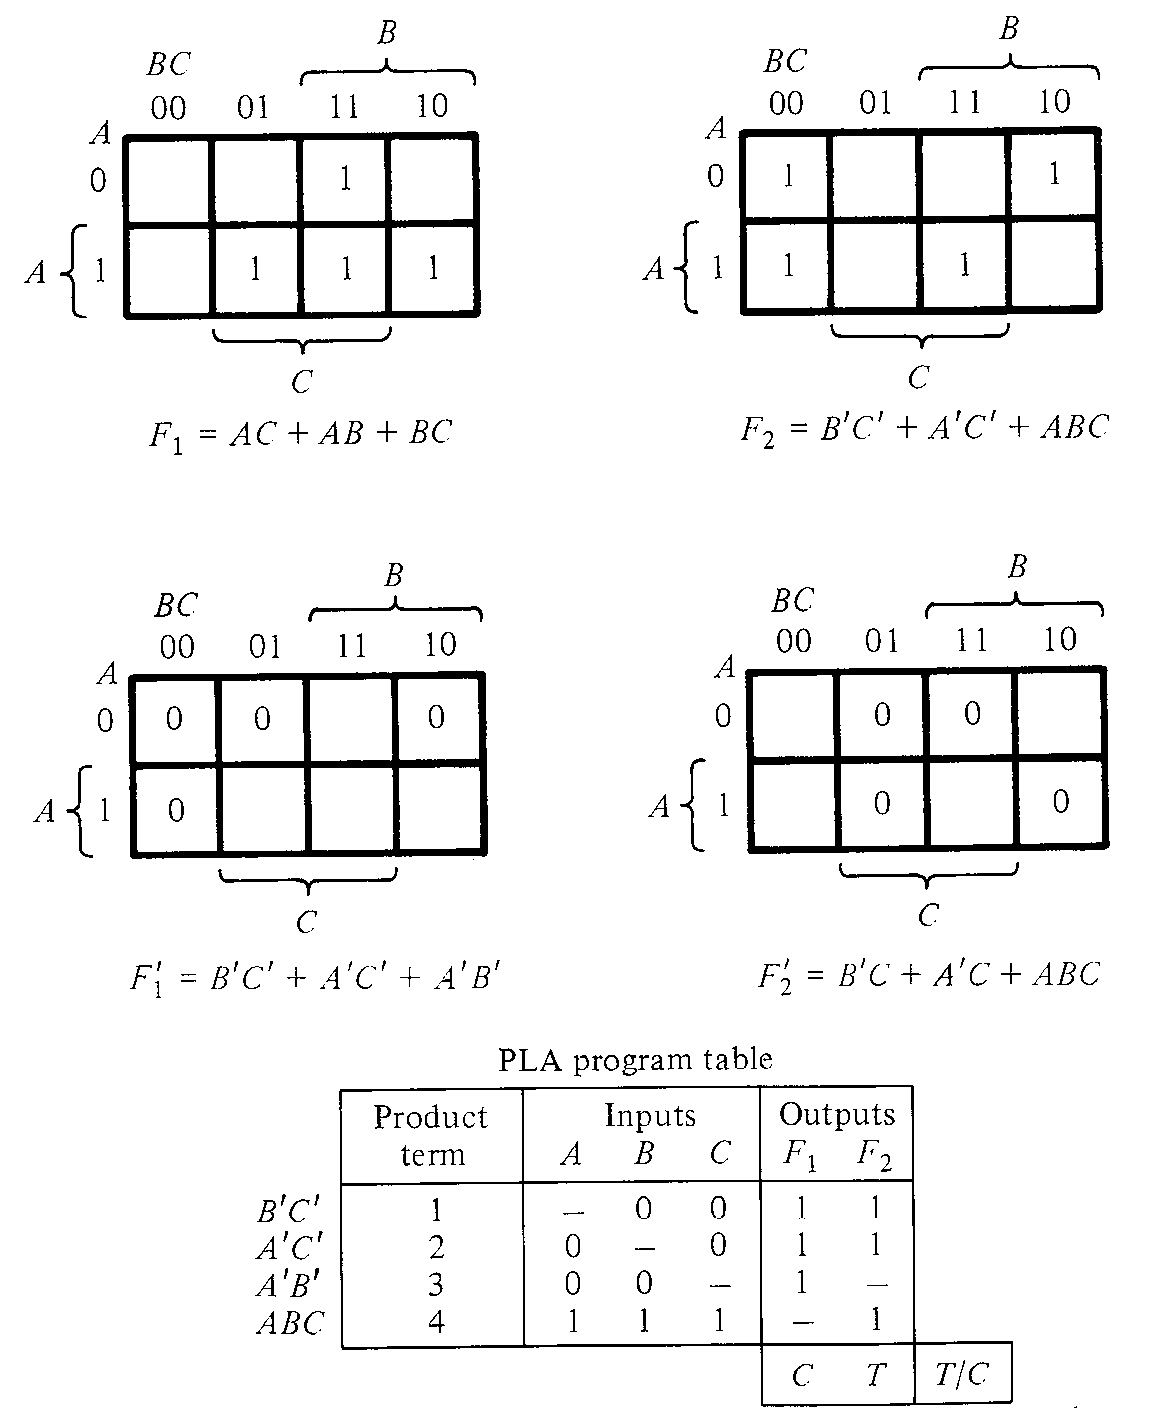 B B
BC BC
00 01 11 10 00 01 11 10
A A
0 1 0 1 1
A 1 1 1 1 A 1 1 1
C C
F₁ = AC + AB + BC F₂ = B'C' + A'C' + ABC
B B
BC BC
00 01 11 10 00 01 11 10
A A
0 0 0 0 0 0 0
A 1 0 A 1 0 0
C C
F₁' = B'C' + A'C' + A'B' F₂' = B'C + A'C + ABC
PLA program table
Product Inputs Outputs
term A B C F₁ F₂
B'C' 1 – 0 0 1 1
A'C' 2 0 – 0 1 1
A'B' 3 0 0 – 1 –
ABC 4 1 1 1 – 1
C T T/C